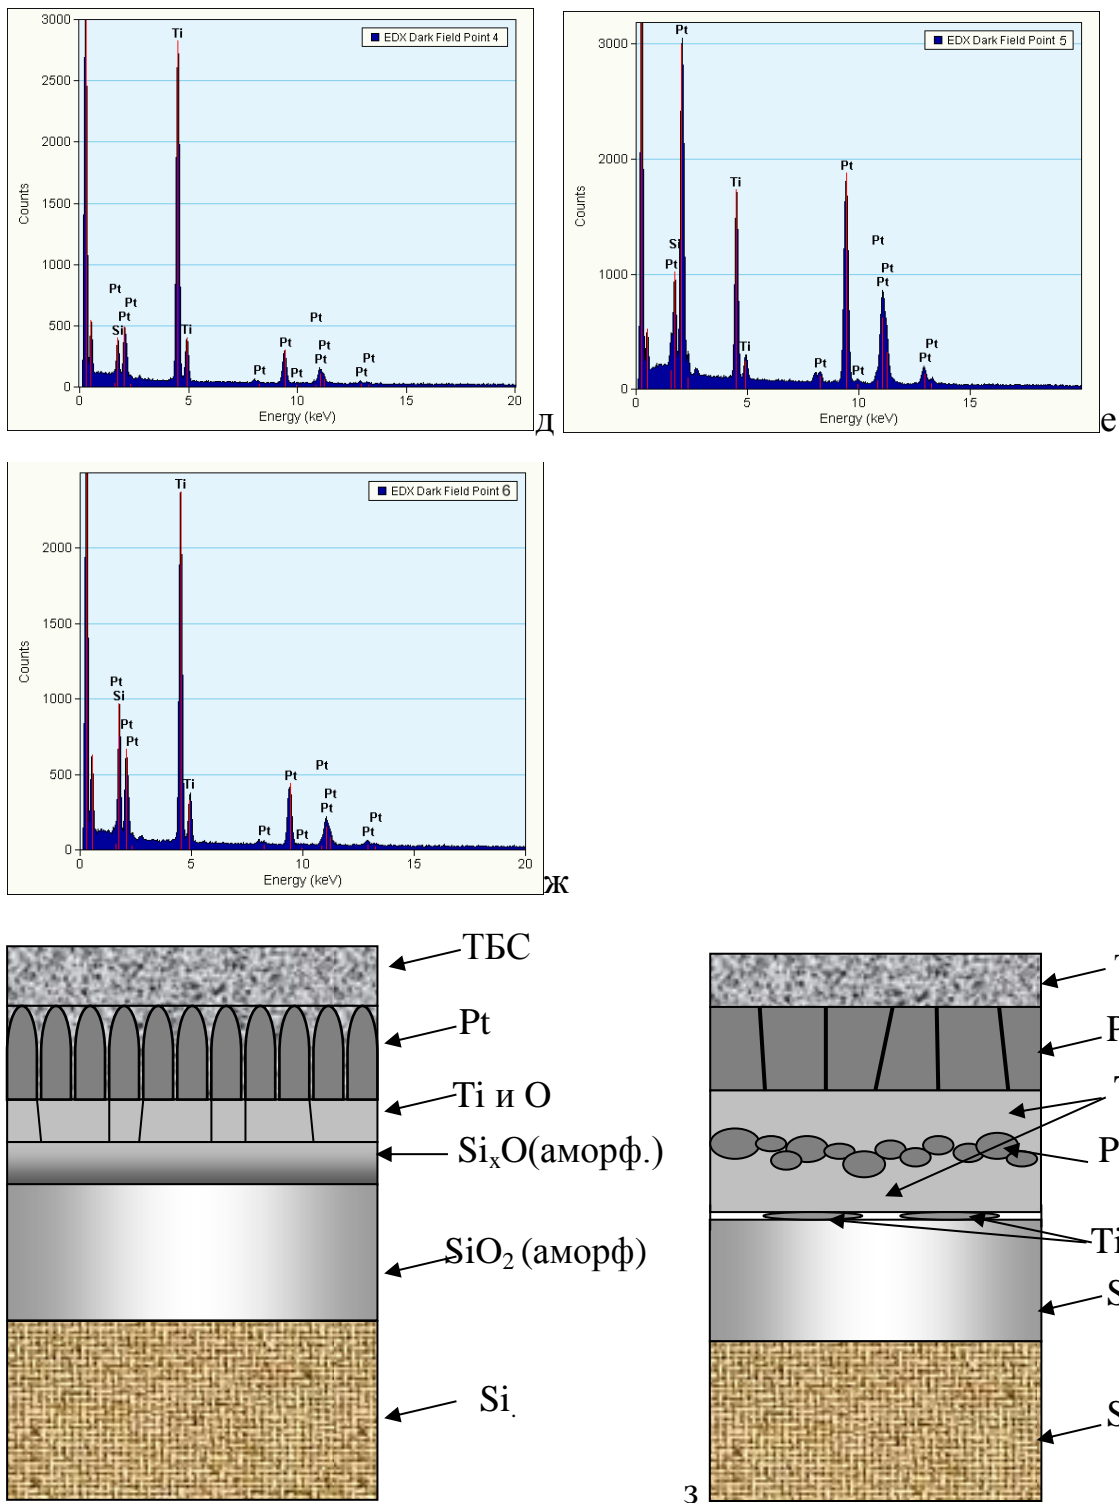 EDX Dark Field Point 4
3000
2500
2000
1500
1000
500
0
Counts
Ti
Pt
Pt
Pt
Si
Ti
Pt
Pt
Pt
Pt
Pt
Pt
Pt
Pt
0 5 10 15 20
Energy (keV)
д
EDX Dark Field Point 5
3000
2000
1000
0
Counts
Pt
Si
Pt
Ti
Ti
Pt
Pt
Pt
Pt
Pt
Pt
Pt
Pt
0 5 10 15
Energy (keV)
е
EDX Dark Field Point 6
2000
1500
1000
500
0
Counts
Ti
Pt
Si
Pt
Pt
Ti
Pt
Pt
Pt
Pt
Pt
Pt
Pt
Pt
0 5 10 15 20
Energy (keV)
ж
ТБС
Pt
Ti и O
SiₓO(аморф.)
SiO₂ (аморф)
Si.
з
Т
P
Т
P
Ti
S
S